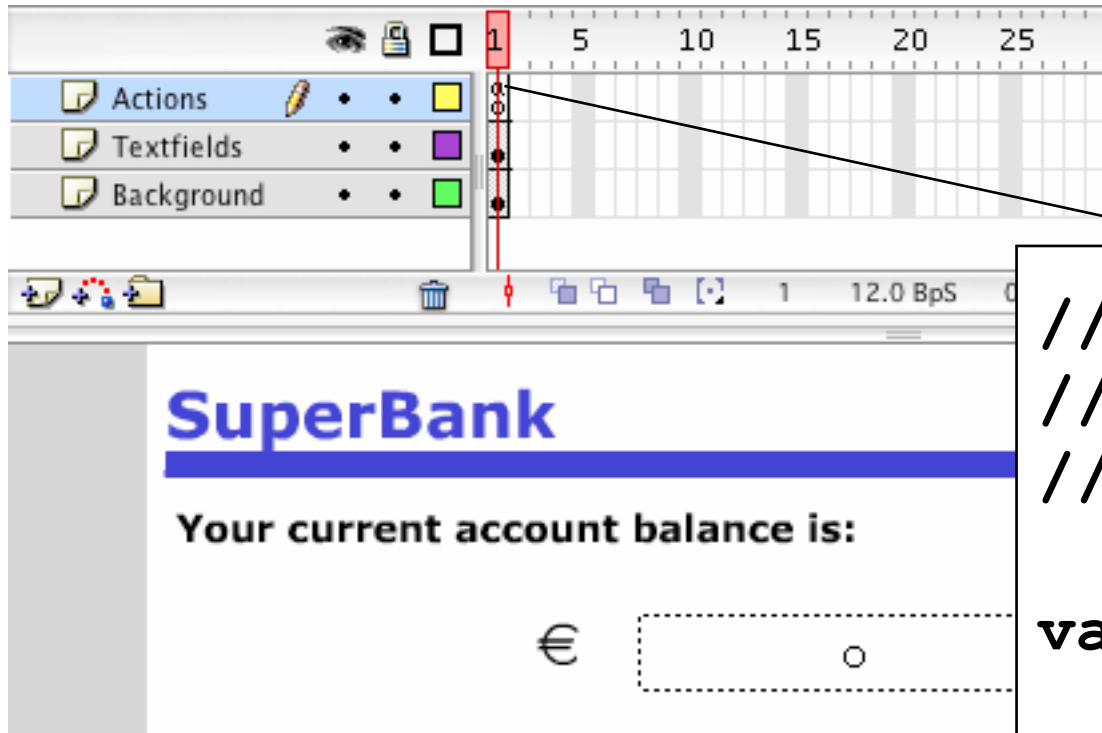 1 5 10 15 20 25
Actions
Textfields
Background
1 12.0 BpS
//
//
//
SuperBank
Your current account balance is:
€
va